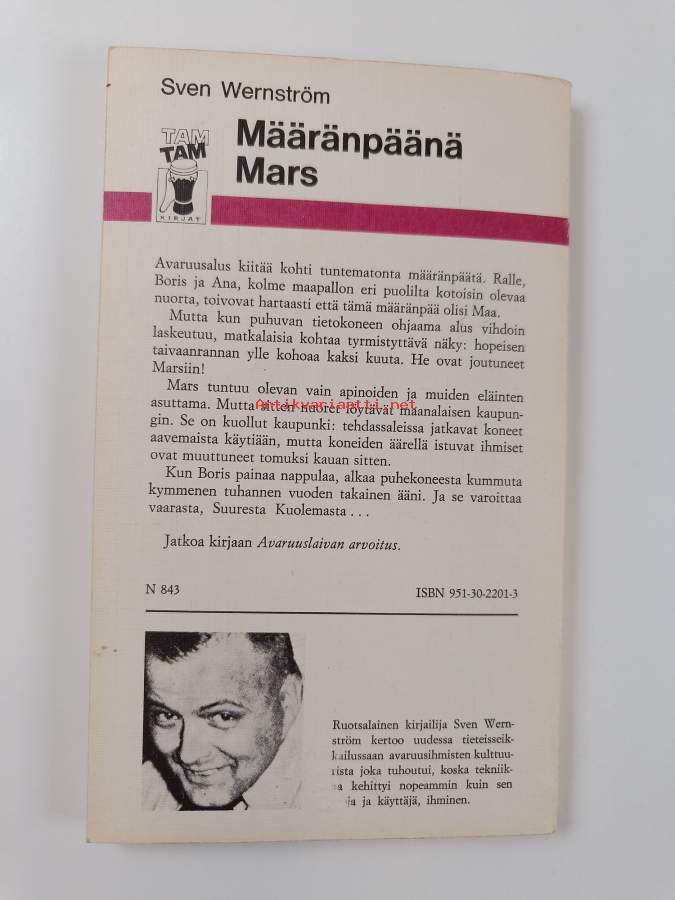 Sven Wernström
TAM
TAM
KIRJAT
Määränpäänä
Mars
Avaruusalus kiitää kohti tuntematonta määränpäätä. Ralle,
Boris ja Ana, kolme maapallon eri puolilta kotoisin olevaa
nuorta, toivovat hartaasti että tämä määränpää olisi Maa.
Mutta kun puhuvan tietokoneen ohjaama alus vihdoin
laskeutuu, matkalaisia kohtaa tyrmistyttävä näky: hopeisen
taivaanrannan ylle kohoaa kaksi kuuta. He ovat joutuneet
Marsiin!
Mars tuntuu olevan vain apinoiden ja muiden eläinten
asuttama. Mutta sitten nuoret löytävät maanalaisen kaupun-
Antikvariaatti.net
gin. Se on kuollut kaupunki: tehdassaleissa jatkavat koneet
aavemaista käytiään, mutta koneiden äärellä istuvat ihmiset
ovat muuttuneet tomuksi kauan sitten.
Kun Boris painaa nappulaa, alkaa puhekoneesta kummuta
kymmenen tuhannen vuoden takainen ääni. Ja se varoittaa
vaarasta, Suuresta Kuolemasta . . .
Jatkoa kirjaan Avaruuslaivan arvoitus.
N 843
ISBN 951-30-2201-3
Ruotsalainen kirjailija Sven Wern-
ström kertoo uudessa tieteisseik-
kailussaan avaruusihmisten kulttuu-
rista joka tuhoutui, koska tekniik-
a kehittyi nopeammin kuin sen
ja ja käyttäjä, ihminen.